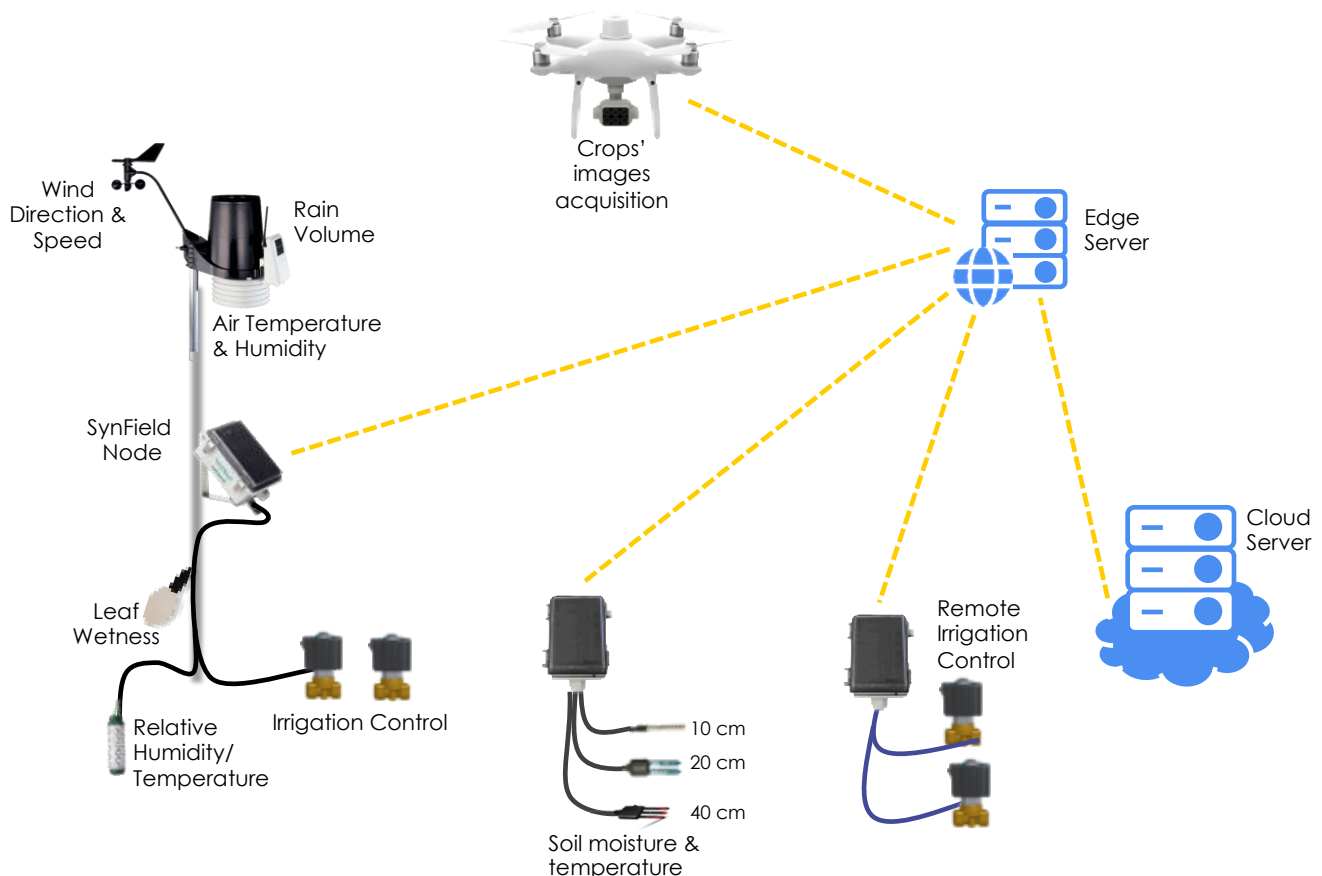 Crops’
images
acquisition
Wind
Direction &
Speed
Rain
Volume
Edge
Server
Air Temperature
& Humidity
SynField
Node
Cloud
Server
Leaf
Wetness
Remote
Irrigation
Control
Irrigation Control
Relative
Humidity/
Temperature
10 cm
20 cm
40 cm
Soil moisture &
temperature